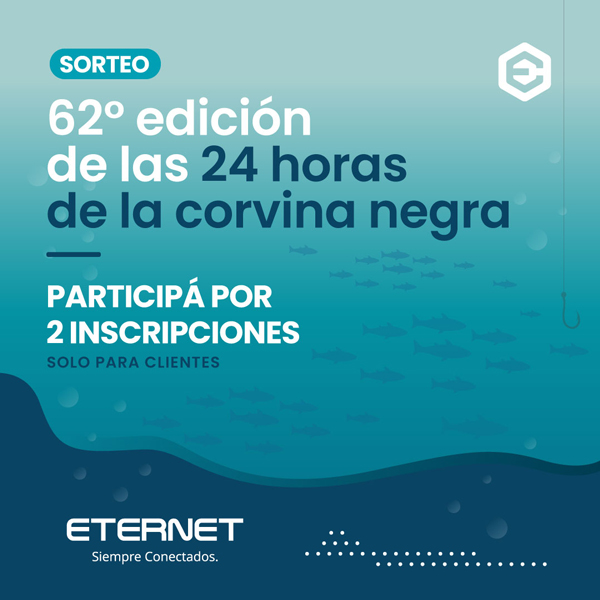 SORTEO
62º edición
de las 24 horas
de la corvina negra
PARTICIPÁ POR
2 INSCRIPCIONES
SOLO PARA CLIENTES
ETERNET
Siempre Conectados.